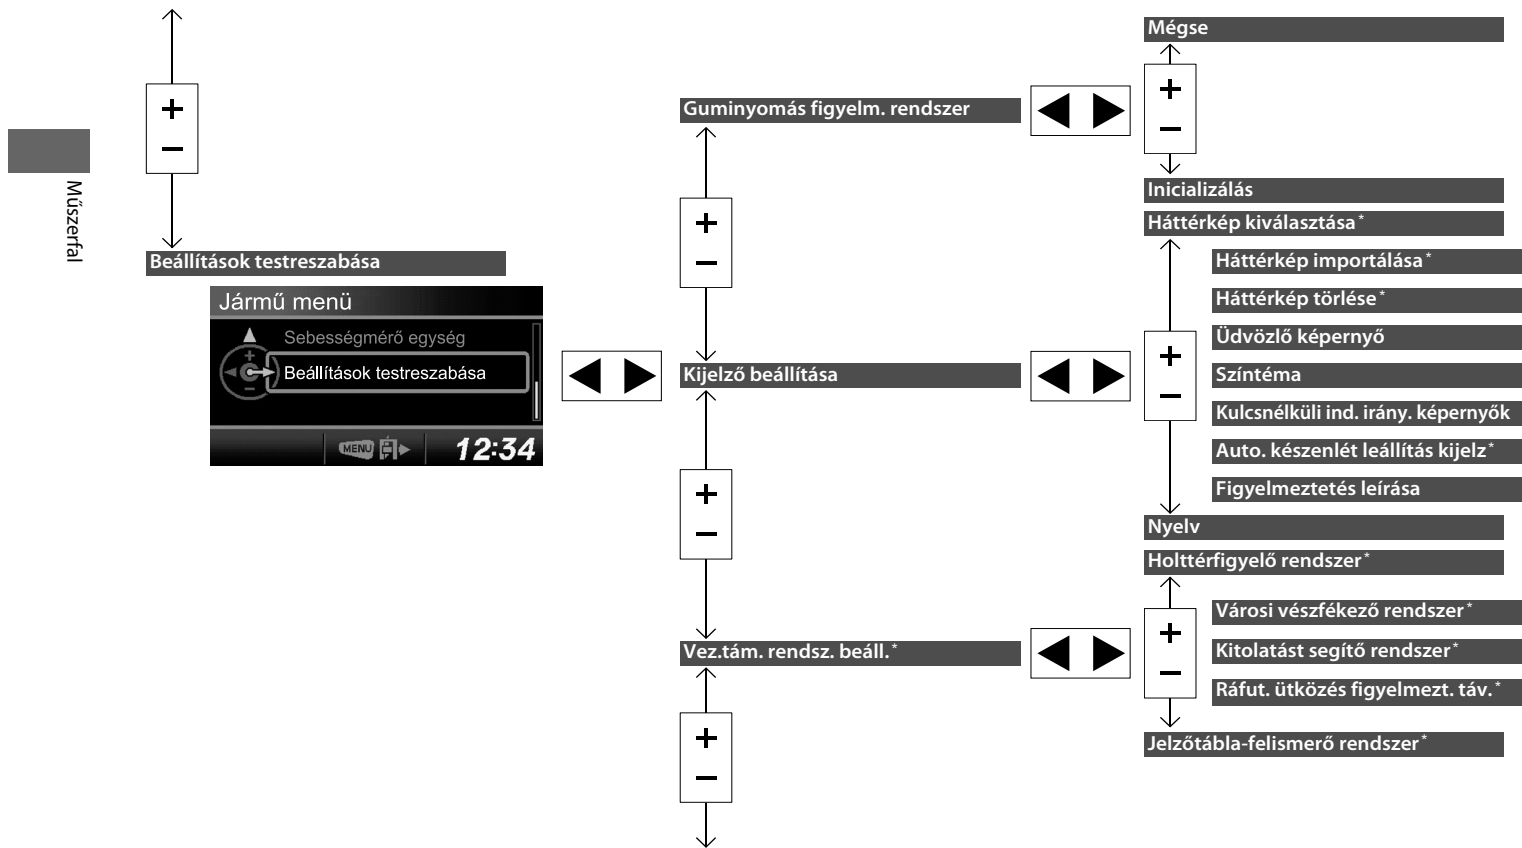 Műszerfal
Beállítások testreszabása
Jármű menü
Sebességmérő egység
Beállítások testreszabása
MENU
12:34
Guminyomás figyelm. rendszer
Kijelző beállítása
Vez.tám. rendsz. beáll.*
Mégse
Inicializálás
Háttérkép kiválasztása*
Háttérkép importálása*
Háttérkép törlése*
Üdvözlő képernyő
Színtéma
Kulcsnélküli ind. irány. képernyők
Auto. készenlét leállítás kijelz*
Figyelmeztetés leírása
Nyelv
Holttérfigyelő rendszer*
Városi vészfékező rendszer*
Kitolatást segítő rendszer*
Ráfut. ütközés figyelmezt. táv.*
Jelzőtábla-felismerő rendszer*